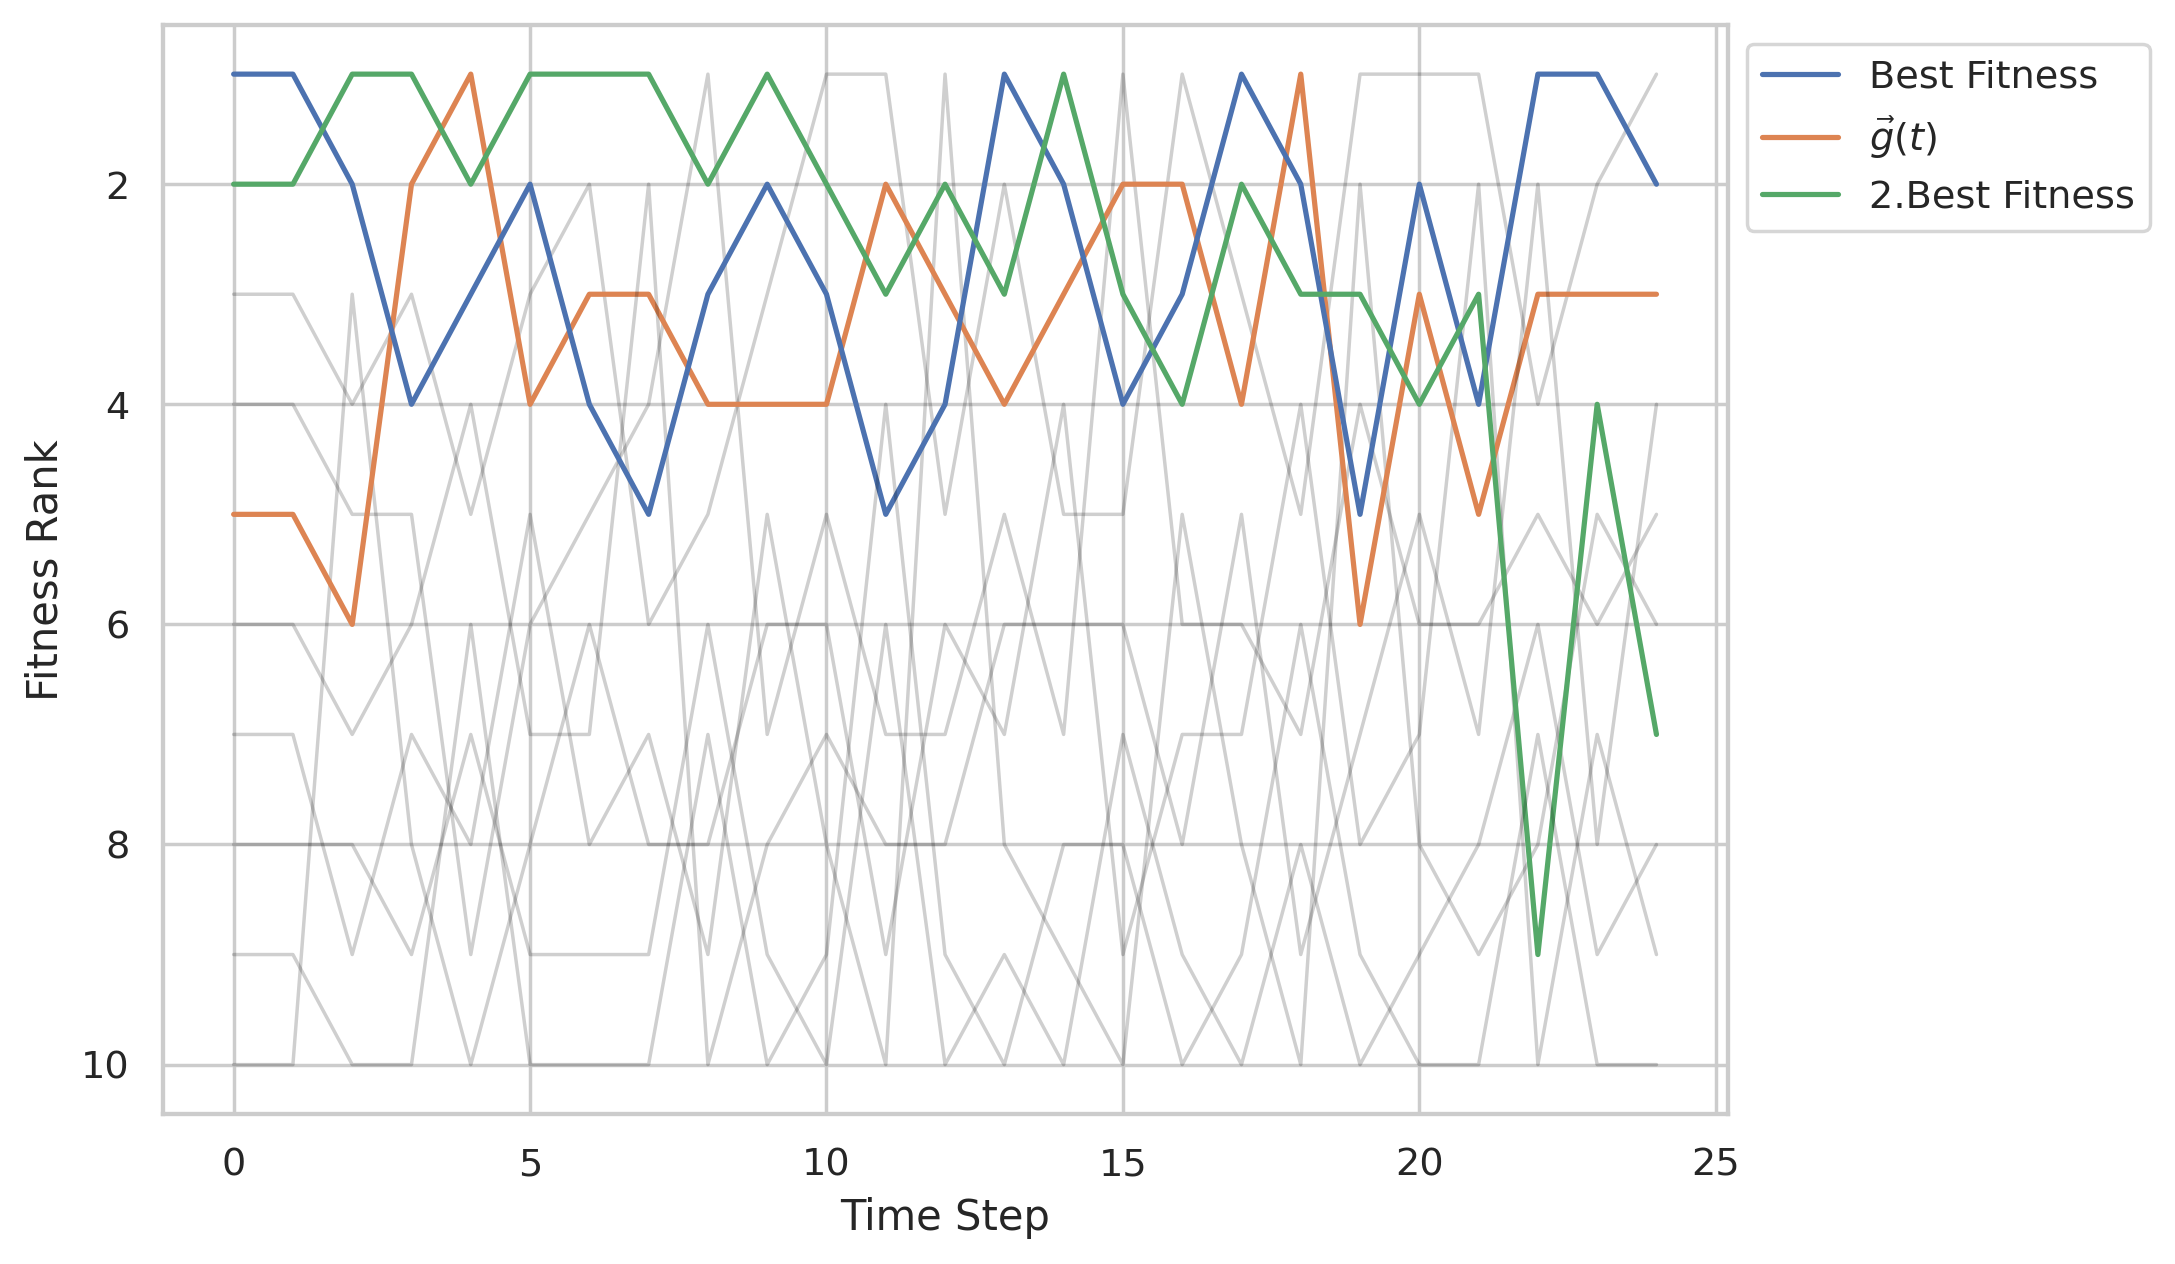 Best Fitness
g⃗(t)
2.Best Fitness
2
4
6
8
10
Fitness Rank
0 5 10 15 20 25
Time Step